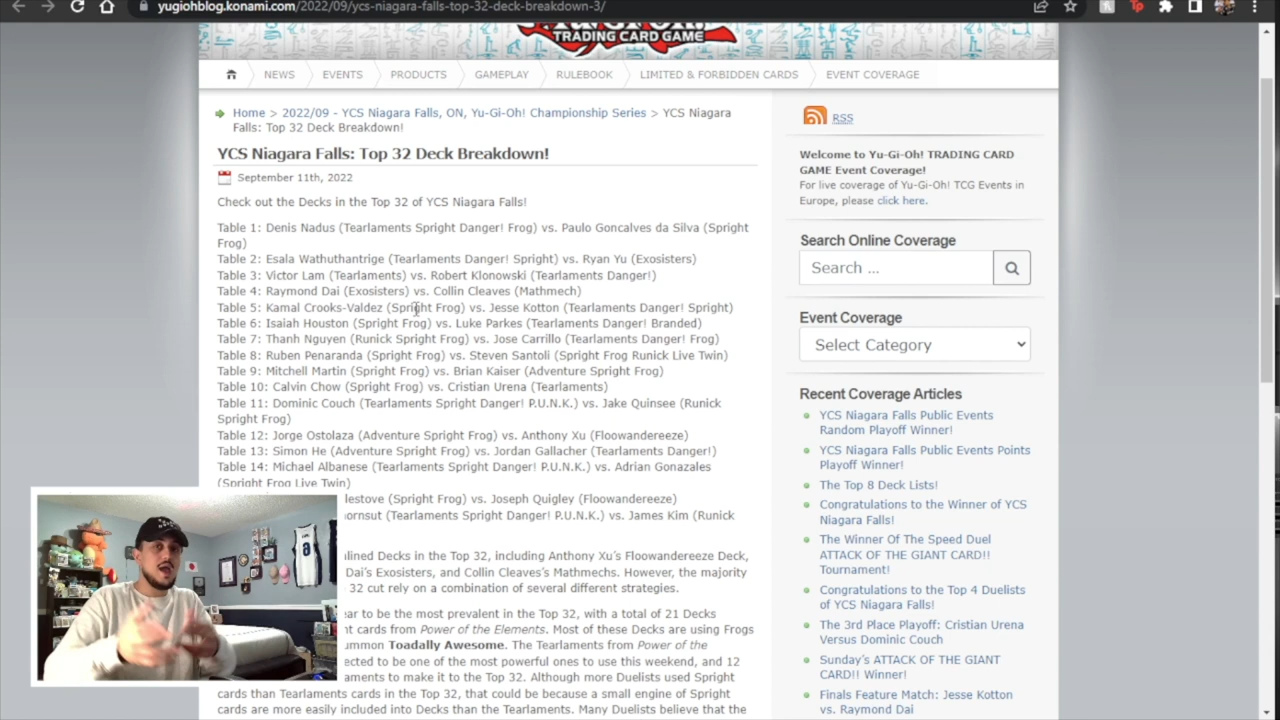 yugiohblog.konami.com/2022/09/ycs-niagara-falls-top-32-deck-breakdown-3/
TRADING CARD GAME
NEWS
EVENTS
PRODUCTS
GAMEPLAY
RULEBOOK
LIMITED & FORBIDDEN CARDS
EVENT COVERAGE
Home > 2022/09 - YCS Niagara Falls, ON, Yu-Gi-Oh! Championship Series > YCS Niagara
Falls: Top 32 Deck Breakdown!
YCS Niagara Falls: Top 32 Deck Breakdown!
September 11th, 2022
Check out the Decks in the Top 32 of YCS Niagara Falls!
Table 1: Denis Nadus (Tearlaments Spright Danger! Frog) vs. Paulo Goncalves da Silva (Spright
Frog)
Table 2: Esala Wathuthantrige (Tearlaments Danger! Spright) vs. Ryan Yu (Exosisters)
Table 3: Victor Lam (Tearlaments) vs. Robert Klonowski (Tearlaments Danger!)
Table 4: Raymond Dai (Exosisters) vs. Collin Cleaves (Mathmech)
Table 5: Kamal Crooks-Valdez (Spright Frog) vs. Jesse Kotton (Tearlaments Danger! Spright)
Table 6: Isaiah Houston (Spright Frog) vs. Luke Parkes (Tearlaments Danger! Branded)
Table 7: Thanh Nguyen (Runick Spright Frog) vs. Jose Carrillo (Tearlaments Danger! Frog)
Table 8: Ruben Penaranda (Spright Frog) vs. Steven Santoli (Spright Frog Runick Live Twin)
Table 9: Mitchell Martin (Spright Frog) vs. Brian Kaiser (Adventure Spright Frog)
Table 10: Calvin Chow (Spright Frog) vs. Cristian Urena (Tearlaments)
Table 11: Dominic Couch (Tearlaments Spright Danger! P.U.N.K.) vs. Jake Quinsee (Runick
Spright Frog)
Table 12: Jorge Ostolaza (Adventure Spright Frog) vs. Anthony Xu (Floowandereeze)
Table 13: Simon He (Adventure Spright Frog) vs. Jordan Gallacher (Tearlaments Danger!)
Table 14: Michael Albanese (Tearlaments Spright Danger! P.U.N.K.) vs. Adrian Gonazales
(Spright Frog Live Twin)
lestove (Spright Frog) vs. Joseph Quigley (Floowandereeze)
ornsut (Tearlaments Spright Danger! P.U.N.K.) vs. James Kim (Runick
lined Decks in the Top 32, including Anthony Xu's Floowandereeze Deck,
Dai's Exosisters, and Collin Cleaves's Mathmechs. However, the majority
32 cut rely on a combination of several different strategies.
ear to be the most prevalent in the Top 32, with a total of 21 Decks
nt cards from Power of the Elements. Most of these Decks are using Frogs
ummon Toadally Awesome. The Tearlaments from Power of the
ected to be one of the most powerful ones to use this weekend, and 12
aments to make it to the Top 32. Although more Duelists used Spright
cards than Tearlaments cards in the Top 32, that could be because a small engine of Spright
cards are more easily included into Decks than the Tearlaments. Many Duelists believe that the
RSS
Welcome to Yu-Gi-Oh! TRADING CARD
GAME Event Coverage!
For live coverage of Yu-Gi-Oh! TCG Events in
Europe, please click here.
Search Online Coverage
Search ...
Event Coverage
Select Category
Recent Coverage Articles
YCS Niagara Falls Public Events
Random Playoff Winner!
YCS Niagara Falls Public Events Points
Playoff Winner!
The Top 8 Deck Lists!
Congratulations to the Winner of YCS
Niagara Falls!
The Winner Of The Speed Duel
ATTACK OF THE GIANT CARD!!
Tournament!
Congratulations to the Top 4 Duelists
of YCS Niagara Falls!
The 3rd Place Playoff: Cristian Urena
Versus Dominic Couch
Sunday's ATTACK OF THE GIANT
CARD!! Winner!
Finals Feature Match: Jesse Kotton
vs. Raymond Dai